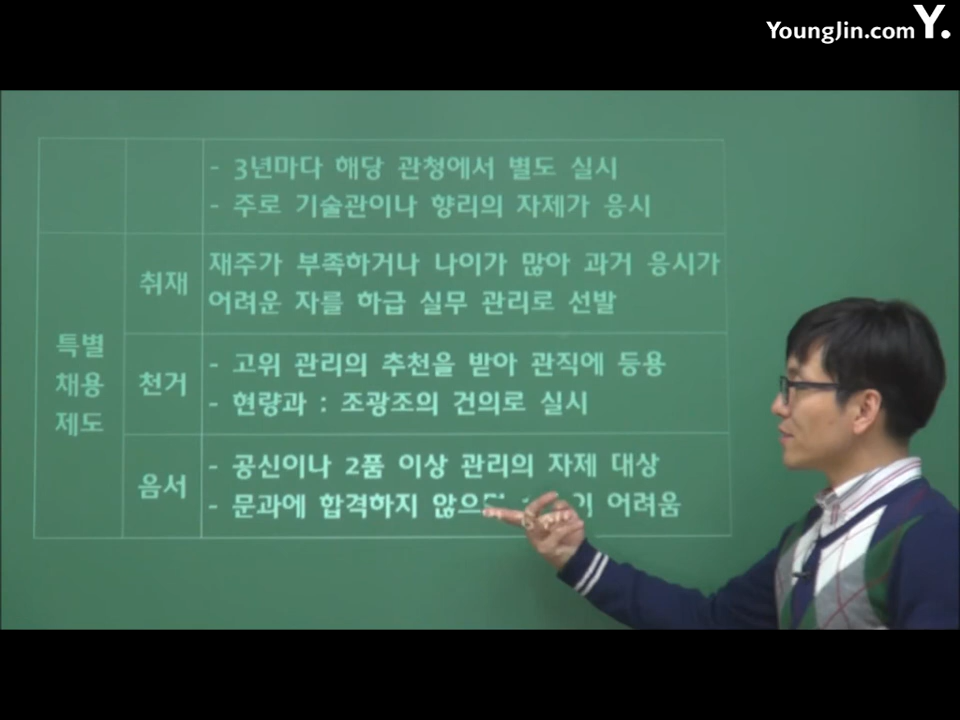 YoungJin.com Y.
- 3년마다 해당 관청에서 별도 실시
- 주로 기술관이나 향리의 자제가 응시
특별
채용
제도
취재
재주가 부족하거나 나이가 많아 과거 응시가
어려운 자를 하급 실무 관리로 선발
천거
- 고위 관리의 추천을 받아 관직에 등용
- 현량과 : 조광조의 건의로 실시
음서
- 공신이나 2품 이상 관리의 자제 대상
- 문과에 합격하지 않으면 어려움